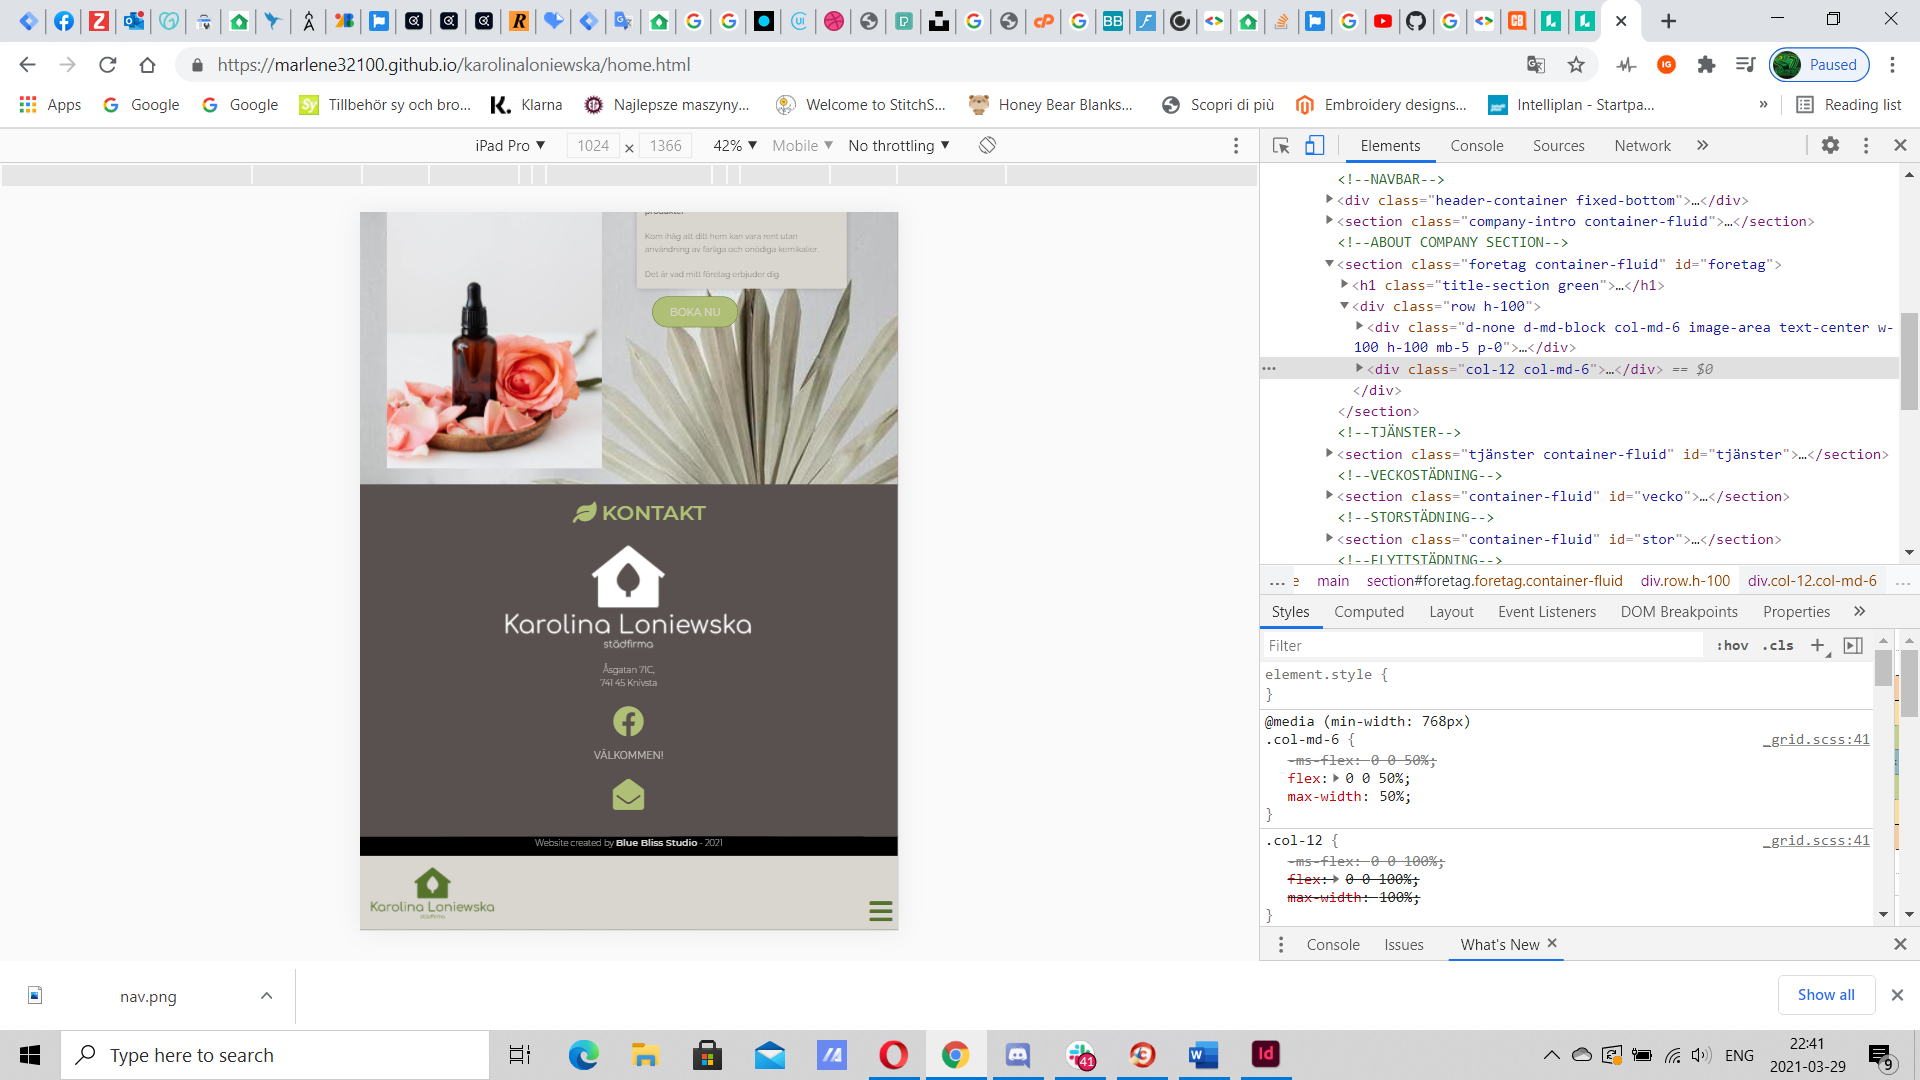 https://marlene32100.github.io/karolinaloniewska/home.html
Paused
Apps
Google
Google
Tillbehör sy och bro...
Klarna
Najlepsze maszyny...
Welcome to StitchS...
Honey Bear Blanks...
Scopri di più
Embroidery designs...
Intelliplan - Startpa...
»
Reading list
iPad Pro ▼
1024 × 1366
42% ▼
Mobile ▼
No throttling ▼
Elements
Console
Sources
Network
»
<!--NAVBAR-->
<div class="header-container fixed-bottom">…</div>
<section class="company-intro container-fluid">…</section>
<!--ABOUT COMPANY SECTION-->
<section class="foretag container-fluid" id="foretag">
<h1 class="title-section green">…</h1>
<div class="row h-100">
<div class="d-none d-md-block col-md-6 image-area text-center w-
100 h-100 mb-5 p-0">…</div>
<div class="col-12 col-md-6">…</div> == $0
</div>
</section>
<!--TJÄNSTER-->
<section class="tjänster container-fluid" id="tjänster">…</section>
<!--VECKOSTÄDNING-->
<section class="container-fluid" id="vecko">…</section>
<!--STORSTÄDNING-->
<section class="container-fluid" id="stor">…</section>
<!--FLYTTSTÄDNING-->
... e main section#foretag.foretag.container-fluid div.row.h-100 div.col-12.col-md-6 ...
Styles
Computed
Layout
Event Listeners
DOM Breakpoints
Properties
»
Filter
:hov .cls +
element.style {
}
@media (min-width: 768px)
.col-md-6 {
_grid.scss:41
-ms-flex: 0 0 50%;
flex: 0 0 50%;
max-width: 50%;
}
.col-12 {
_grid.scss:41
-ms-flex: 0 0 100%;
flex: 0 0 100%;
max-width: 100%;
}
Console
Issues
What's New
produkter
Kom ihåg att ditt hem kan vara rent utan
användning av farliga och onödiga kemikalier.
Det är vad mitt företag erbjuder dig
BOKA NU
KONTAKT
Karolina Loniewska
städfirma
Åsgatan 71C,
741 45 Knivsta
VÄLKOMMEN!
Website created by Blue Bliss Studio - 2021
Karolina Loniewska
städfirma
nav.png
Show all
Type here to search
41
ENG
22:41
2021-03-29
9